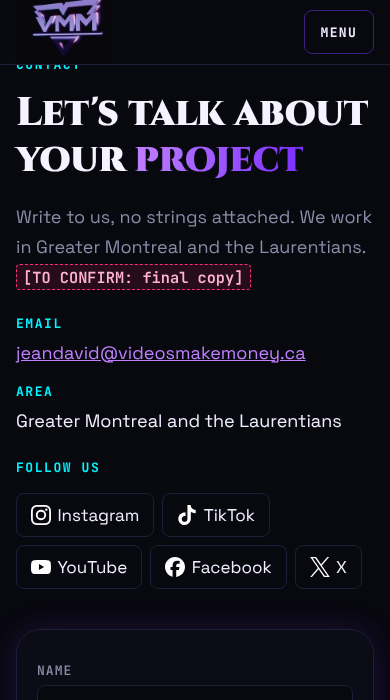 VMM
MENU
CONTACT
LET'S TALK ABOUT
YOUR PROJECT
Write to us, no strings attached. We work
in Greater Montreal and the Laurentians.
[TO CONFIRM: final copy]
EMAIL
jeandavid@videosmakemoney.ca
AREA
Greater Montreal and the Laurentians
FOLLOW US
Instagram
TikTok
YouTube
Facebook
X
NAME